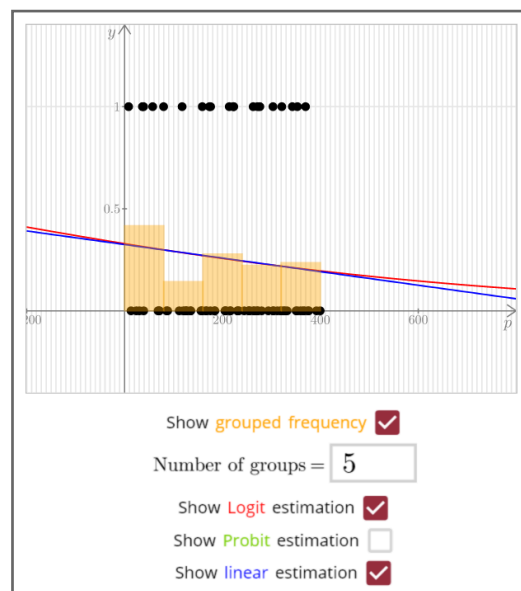 y
1
0.5
200
200
400
600
p
Show grouped frequency
Number of groups = 5
Show Logit estimation
Show Probit estimation
Show linear estimation